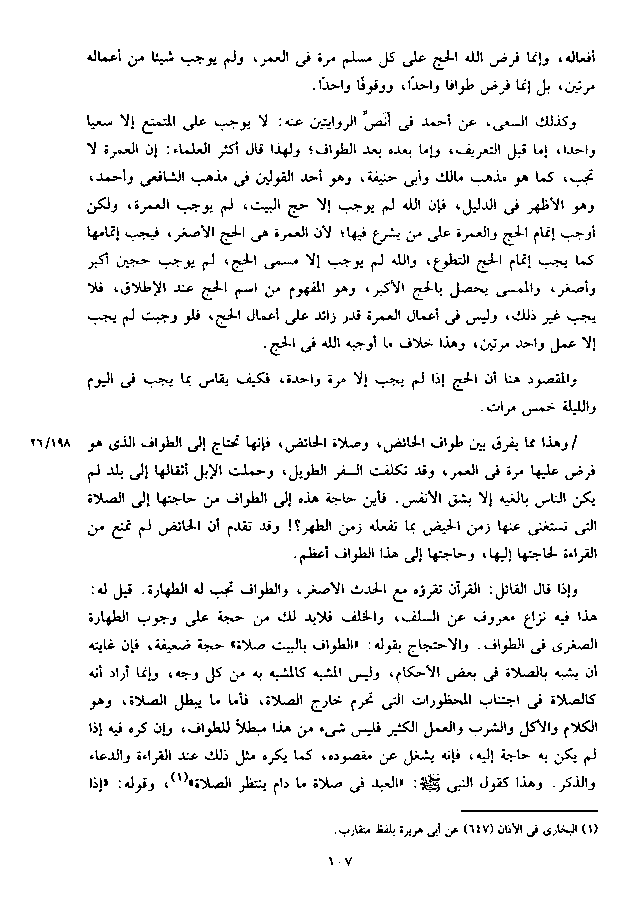 أفعاله، وإنما فرض الله الحج على كل مسلم مرة فى العمر، ولم يوجب شيئا من أعماله
مرتين، بل إنما فرض طوافا واحدًا، ووقوفًا واحدًا.
وكذلك السعى، عن أحمد فى أنَصِّ الروايتين عنه: لا يوجب على المتمتع إلا سعيا
واحدا، إما قبل التعريف، وإما بعده بعد الطواف؛ ولهذا قال أكثر العلماء: إن العمرة لا
تجب، كما هو مذهب مالك وأبى حنيفة، وهو أحد القولين فى مذهب الشافعى وأحمد،
وهو الأظهر فى الدليل، فإن الله لم يوجب إلا حج البيت، لم يوجب العمرة، ولكن
أوجب إتمام الحج والعمرة على من يشرع فيها؛ لأن العمرة هى الحج الأصغر، فيجب إتمامها
كما يجب إتمام الحج التطوع، والله لم يوجب إلا مسمى الحج، لم يوجب حجين أكبر
وأصغر، والمسمى يحصل بالحج الأكبر، وهو المفهوم من اسم الحج عند الإطلاق، فلا
يجب غير ذلك، وليس فى أعمال العمرة قدر زائد على أعمال الحج، فلو وجبت لم يجب
إلا عمل واحد مرتين، وهذا خلاف ما أوجبه الله فى الحج.
والمقصود هنا أن الحج إذا لم يجب إلا مرة واحدة، فكيف يقاس بما يجب فى اليوم
والليلة خمس مرات.
/ وهذا مما يفرق بين طواف الحائض، وصلاة الحائض، فإنها تحتاج إلى الطواف الذى هو ٢٦/١٩٨
فرض عليها مرة فى العمر، وقد تكلفت السفر الطويل، وحملت الإبل أثقالها إلى بلد لم
يكن الناس بالغيه إلا بشق الأنفس. فأين حاجة هذه إلى الطواف من حاجتها إلى الصلاة
التى تستغنى عنها زمن الحيض بما تفعله زمن الطهر؟! وقد تقدم أن الحائض لم تمنع من
القراءة لحاجتها إليها، وحاجتها إلى هذا الطواف أعظم.
وإذا قال القائل: القرآن تقرؤه مع الحدث الأصغر، والطواف تجب له الطهارة. قيل له:
هذا فيه نزاع معروف عن السلف، والخلف فلابد لك من حجة على وجوب الطهارة
الصغرى فى الطواف. والاحتجاج بقوله: «الطواف بالبيت صلاة» حجة ضعيفة، فإن غايته
أن يشبه بالصلاة فى بعض الأحكام، وليس المشبه كالمشبه به من كل وجه، وإنما أراد أنه
كالصلاة فى اجتناب المحظورات التى تحرم خارج الصلاة، فأما ما يبطل الصلاة، وهو
الكلام والأكل والشرب والعمل الكثير فليس شىء من هذا مبطلاً للطواف، وإن كره فيه إذا
لم يكن به حاجة إليه، فإنه يشغل عن مقصوده، كما يكره مثل ذلك عند القراءة والدعاء
والذكر. وهذا كقول النبى ﷺ: «العبد فى صلاة ما دام ينتظر الصلاة»(١)، وقوله: «إذا
(١) البخارى فى الأذان (٦٤٧) عن أبى هريرة بلفظ متقارب.
١٠٧